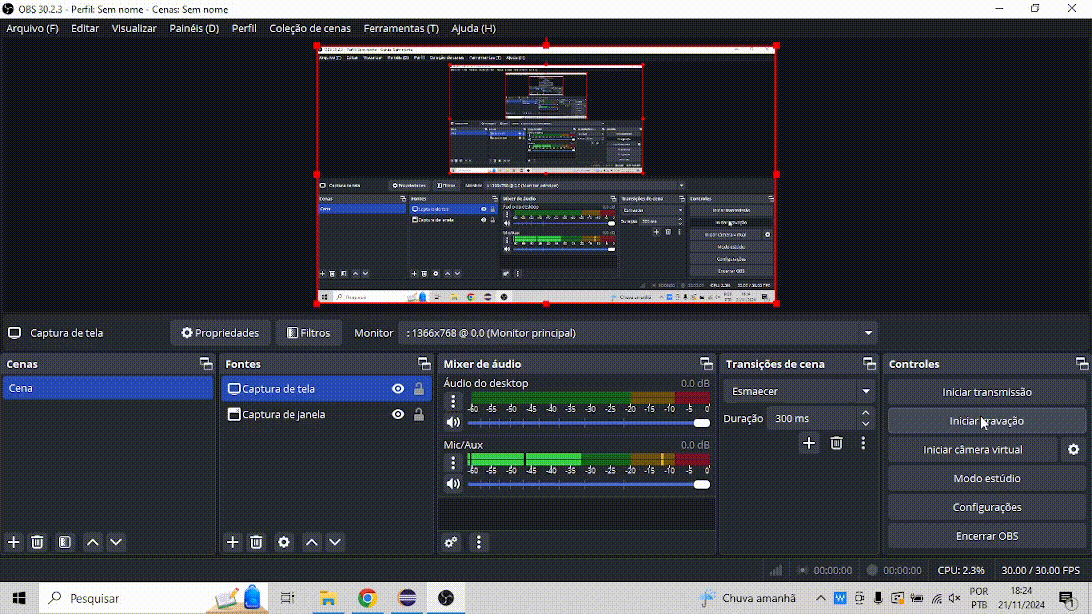 OBS 30.2.3 - Perfil: Sem nome - Cenas: Sem nome
Arquivo (F) Editar Visualizar Painéis (D) Perfil Coleção de cenas Ferramentas (T) Ajuda (H)
Captura de tela Propriedades Filtros Monitor : 1366x768 @ 0,0 (Monitor principal)
Cenas
Cena
Fontes
Captura de tela
Captura de janela
Mixer de áudio
Áudio do desktop 0.0 dB
-60 -55 -50 -45 -40 -35 -30 -25 -20 -15 -10 -5 0
Mic/Aux 0.0 dB
-60 -55 -50 -45 -40 -35 -30 -25 -20 -15 -10 -5 0
Transições de cena
Esmaecer
Duração 300 ms
Controles
Iniciar transmissão
Iniciar gravação
Iniciar câmera virtual
Modo estúdio
Configurações
Encerrar OBS
00:00:00 00:00:00 CPU: 2.3% 30.00 / 30.00 FPS
Pesquisar Chuva amanhã POR
PTB
18:24
21/11/2024